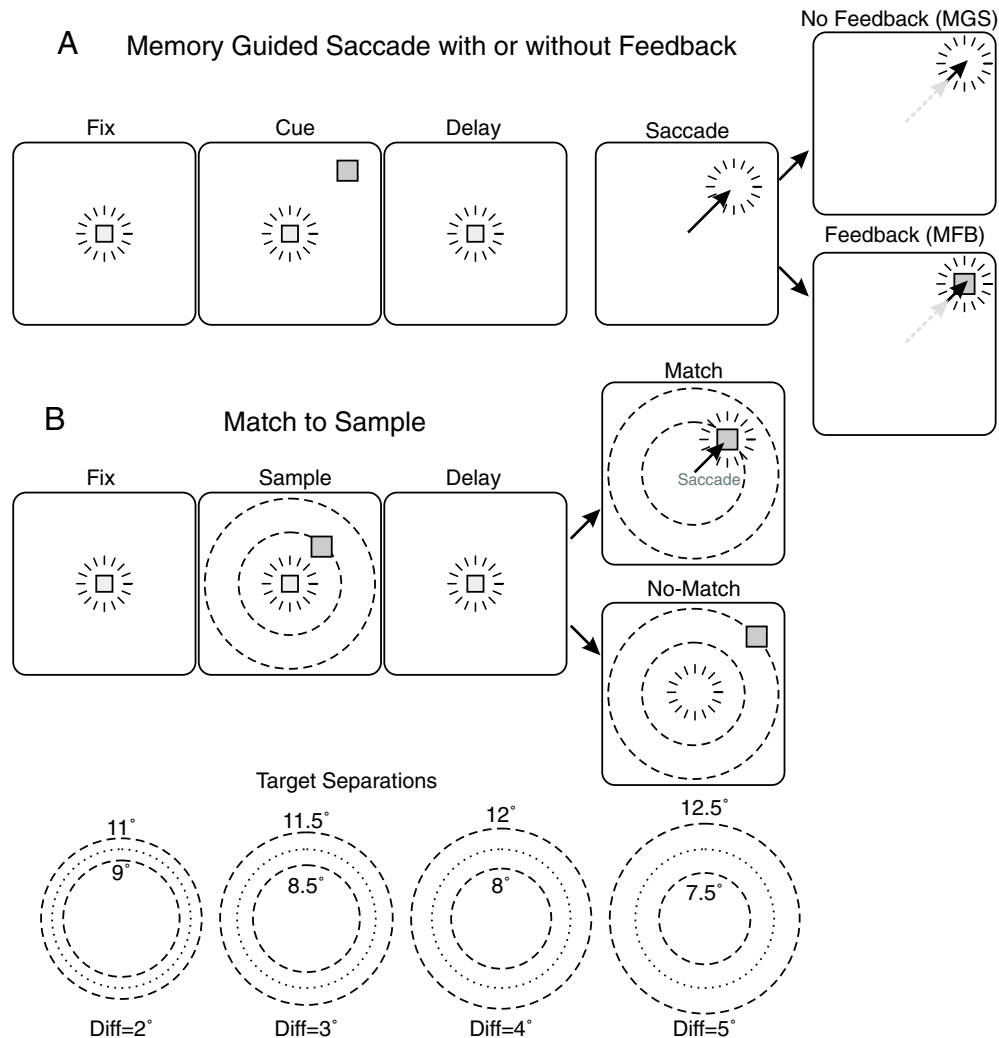 A
Memory Guided Saccade with or without Feedback
No Feedback (MGS)
Fix
Cue
Delay
Saccade
Feedback (MFB)
B
Match to Sample
Match
Fix
Sample
Delay
Saccade
No-Match
Target Separations
11°
9°
Diff=2°
11.5°
8.5°
Diff=3°
12°
8°
Diff=4°
12.5°
7.5°
Diff=5°